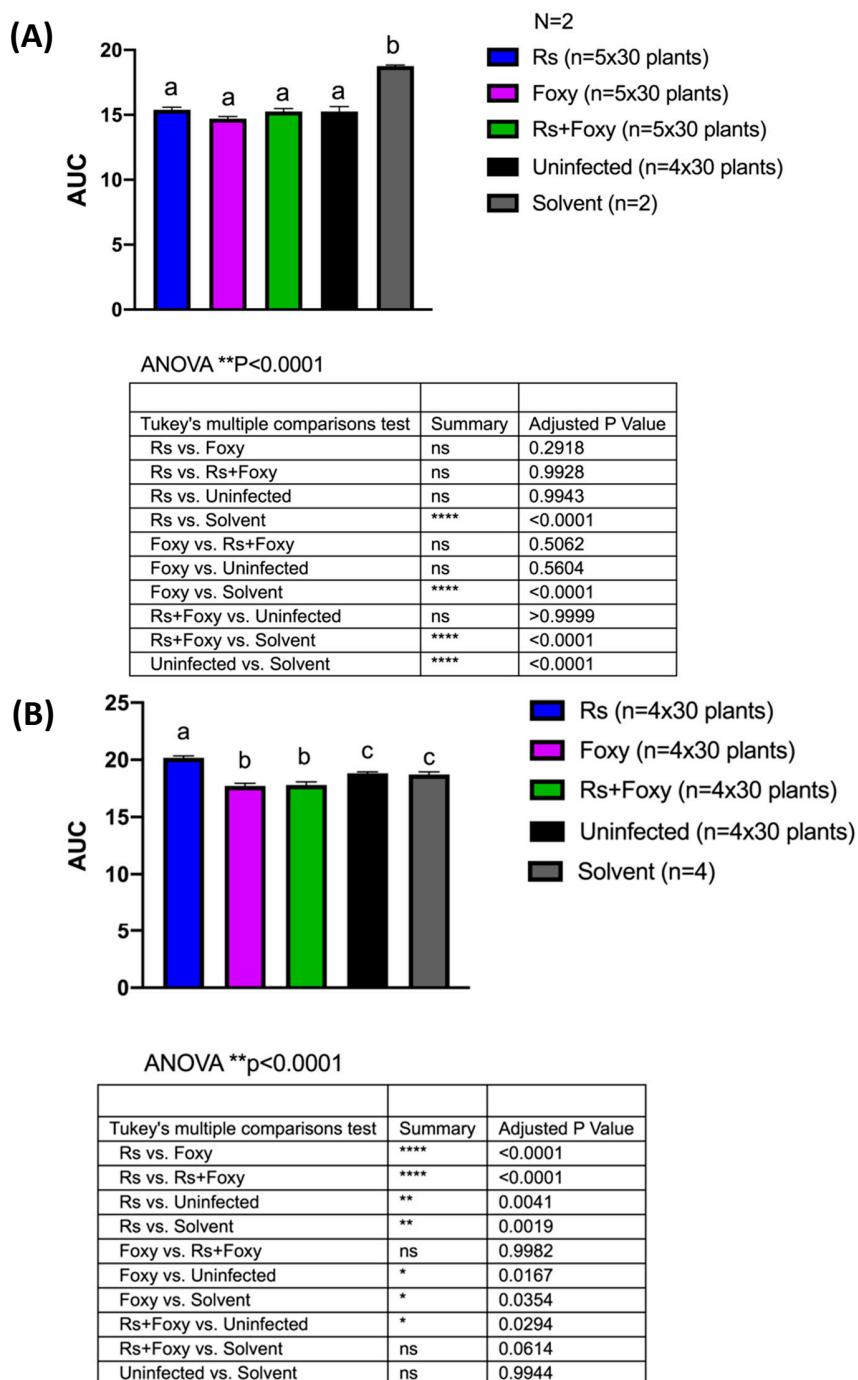 (A)
N=2
Rs (n=5x30 plants)
Foxy (n=5x30 plants)
Rs+Foxy (n=5x30 plants)
Uninfected (n=4x30 plants)
Solvent (n=2)
AUC
20
15
10
5
0
a
a
a
a
b
ANOVA **P<0.0001
Tukey's multiple comparisons test Summary Adjusted P Value
Rs vs. Foxy ns 0.2918
Rs vs. Rs+Foxy ns 0.9928
Rs vs. Uninfected ns 0.9943
Rs vs. Solvent **** <0.0001
Foxy vs. Rs+Foxy ns 0.5062
Foxy vs. Uninfected ns 0.5604
Foxy vs. Solvent **** <0.0001
Rs+Foxy vs. Uninfected ns >0.9999
Rs+Foxy vs. Solvent **** <0.0001
Uninfected vs. Solvent **** <0.0001
(B)
Rs (n=4x30 plants)
Foxy (n=4x30 plants)
Rs+Foxy (n=4x30 plants)
Uninfected (n=4x30 plants)
Solvent (n=4)
AUC
25
20
15
10
5
0
a
b
b
c
c
ANOVA **p<0.0001
Tukey's multiple comparisons test Summary Adjusted P Value
Rs vs. Foxy **** <0.0001
Rs vs. Rs+Foxy **** <0.0001
Rs vs. Uninfected ** 0.0041
Rs vs. Solvent ** 0.0019
Foxy vs. Rs+Foxy ns 0.9982
Foxy vs. Uninfected * 0.0167
Foxy vs. Solvent * 0.0354
Rs+Foxy vs. Uninfected * 0.0294
Rs+Foxy vs. Solvent ns 0.0614
Uninfected vs. Solvent ns 0.9944